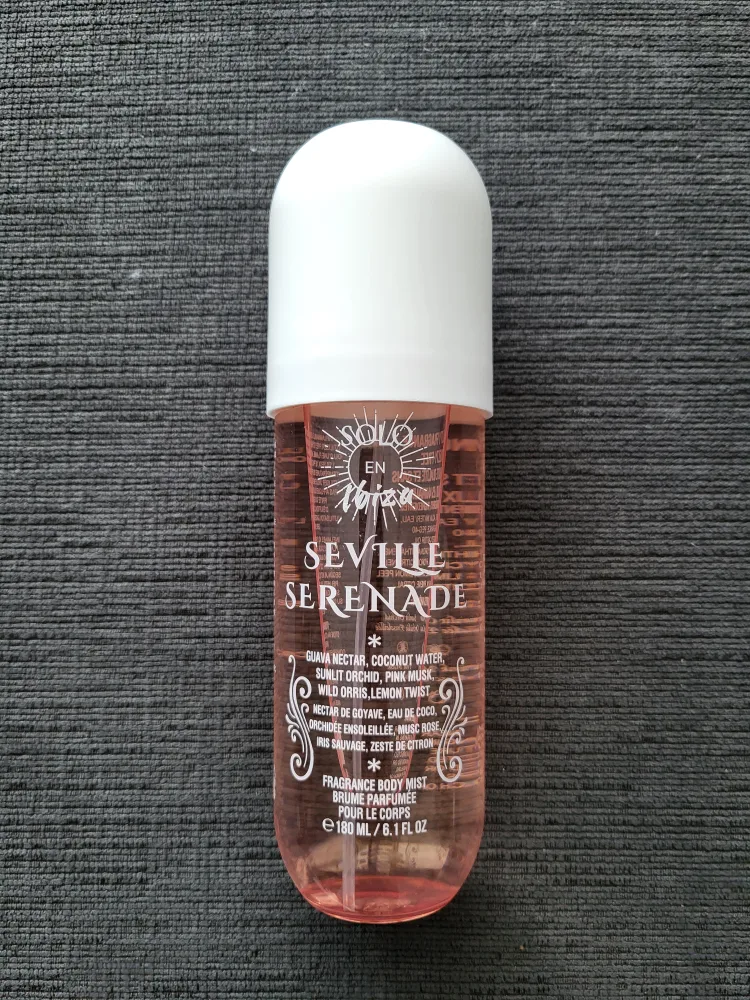 SOLO
EN
Ibiza
SEVILLE
SERENADE
*
GUAVA NECTAR, COCONUT WATER,
SUNLIT ORCHID, PINK MUSK,
WILD ORRIS, LEMON TWIST
NECTAR DE GOYAVE, EAU DE COCO,
ORCHIDÉE ENSOLEILLÉE, MUSC ROSE
IRIS SAUVAGE, ZESTE DE CITRON
*
FRAGRANCE BODY MIST
BRUME PARFUMÉE
POUR LE CORPS
℮ 180 ML / 6.1 FL OZ